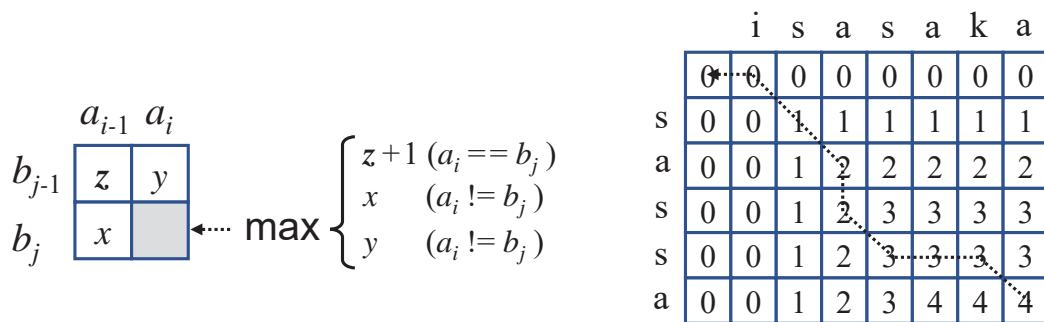 a_{i-1} a_i
b_{j-1} z y
b_j x
max
z+1 (a_i == b_j)
x (a_i != b_j)
y (a_i != b_j)
i s a s a k a
0 0 0 0 0 0 0 0
s 0 0 1 1 1 1 1 1
a 0 0 1 2 2 2 2 2
s 0 0 1 2 3 3 3 3
s 0 0 1 2 3 3 3 3
a 0 0 1 2 3 4 4 4